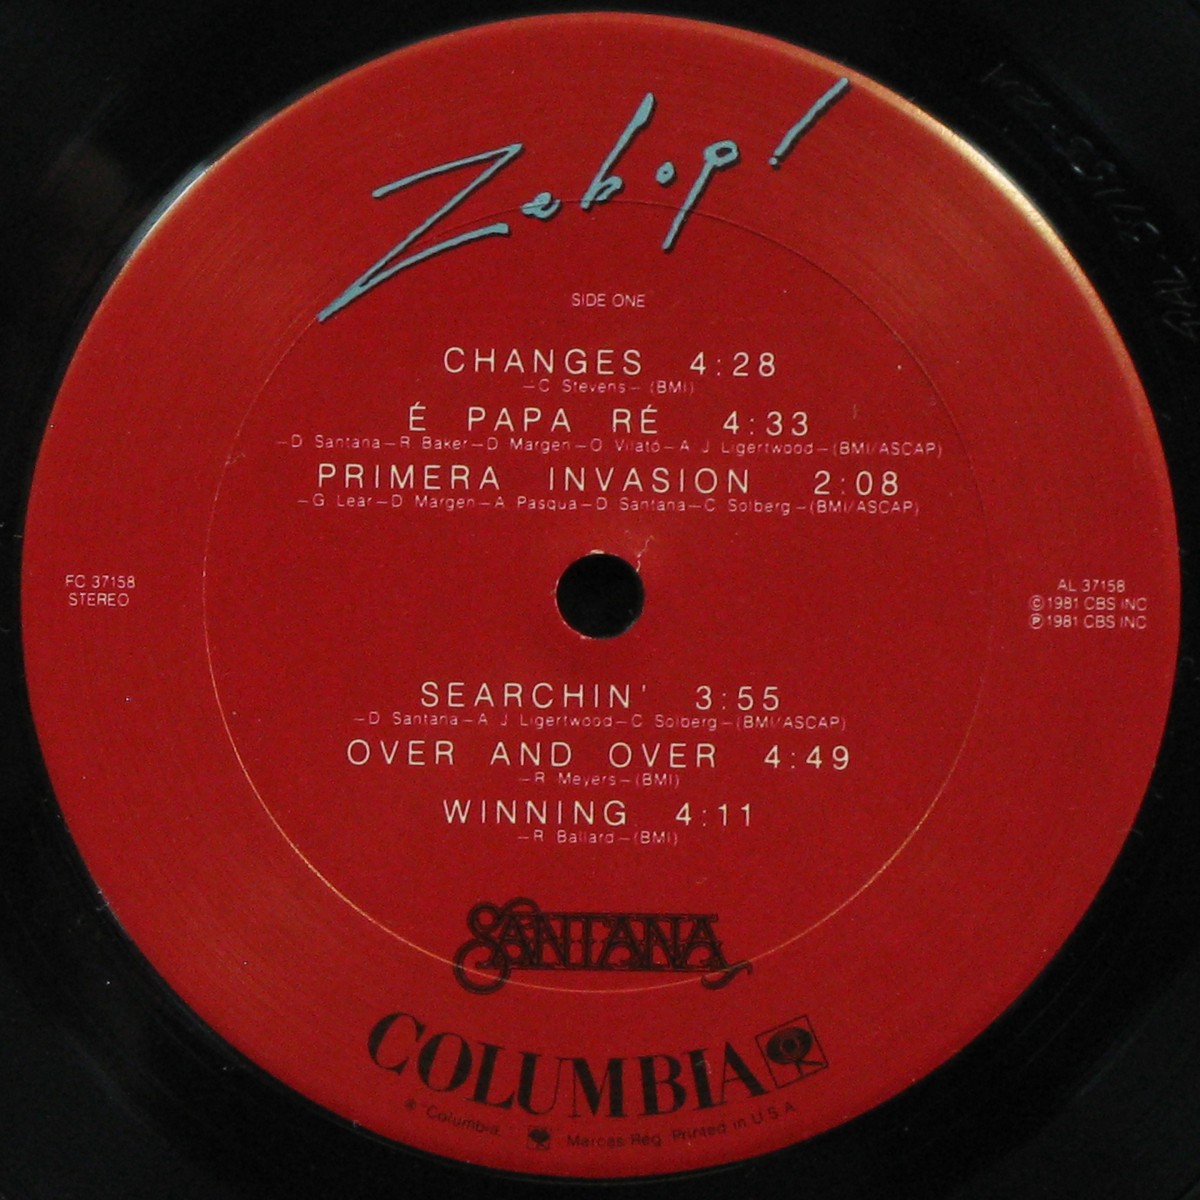 Zebop!
SIDE ONE
CHANGES 4:28
—C. Stevens— (BMI)
É PAPA RÉ 4:33
—D. Santana—R. Baker—D. Margen—O. Vilató—A. J. Ligertwood—(BMI/ASCAP)
PRIMERA INVASION 2:08
—G. Lear—D. Margen—A. Pasqua—D. Santana—C. Solberg—(BMI/ASCAP)
FC 37158
STEREO
AL 37158
© 1981 CBS INC
℗ 1981 CBS INC
SEARCHIN' 3:55
—D. Santana—A. J. Ligertwood—C. Solberg—(BMI/ASCAP)
OVER AND OVER 4:49
—R. Meyers—(BMI)
WINNING 4:11
—R. Ballard—(BMI)
SANTANA
COLUMBIA
® "Columbia, Marcas Reg. Printed in U.S.A.